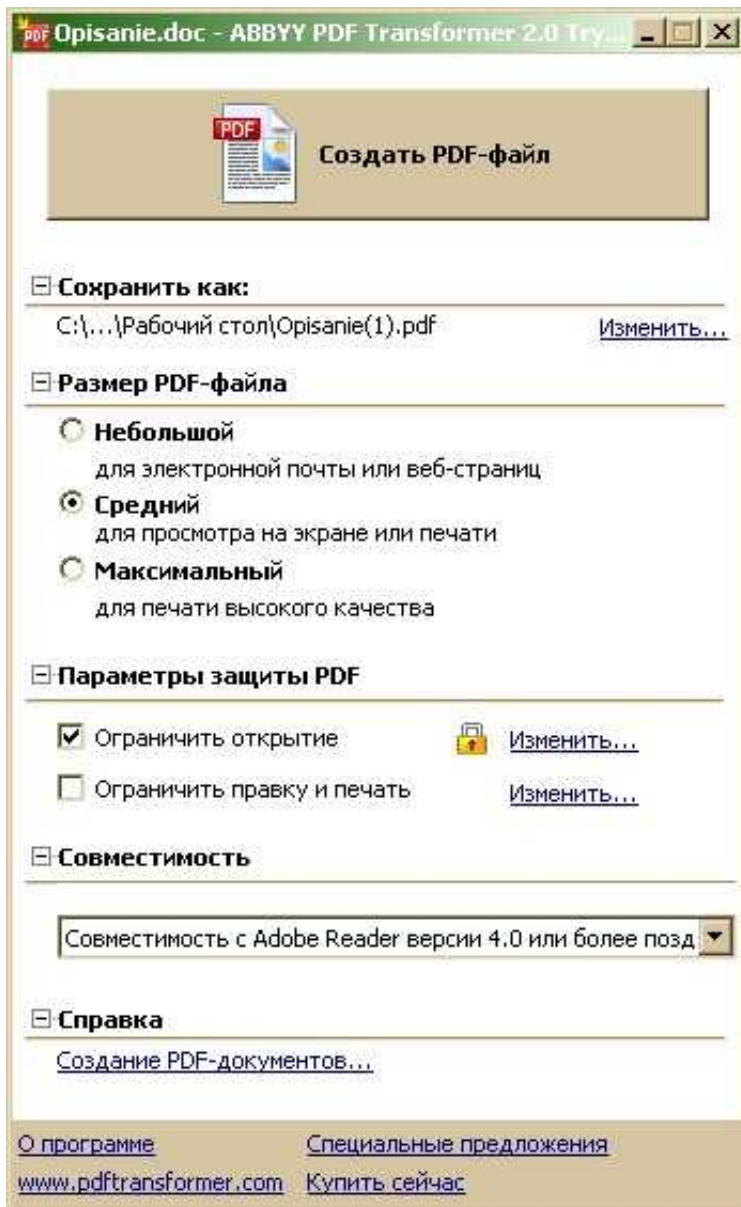 PDF Opisanie.doc - ABBYY PDF Transformer 2.0 Try...
PDF
Создать PDF-файл
Сохранить как:
C:\...\Рабочий стол\Opisanie(1).pdf Изменить...
Размер PDF-файла
Небольшой
для электронной почты или веб-страниц
Средний
для просмотра на экране или печати
Максимальный
для печати высокого качества
Параметры защиты PDF
Ограничить открытие Изменить...
Ограничить правку и печать Изменить...
Совместимость
Совместимость с Adobe Reader версии 4.0 или более позд
Справка
Создание PDF-документов...
О программе Специальные предложения
www.pdftransformer.com Купить сейчас